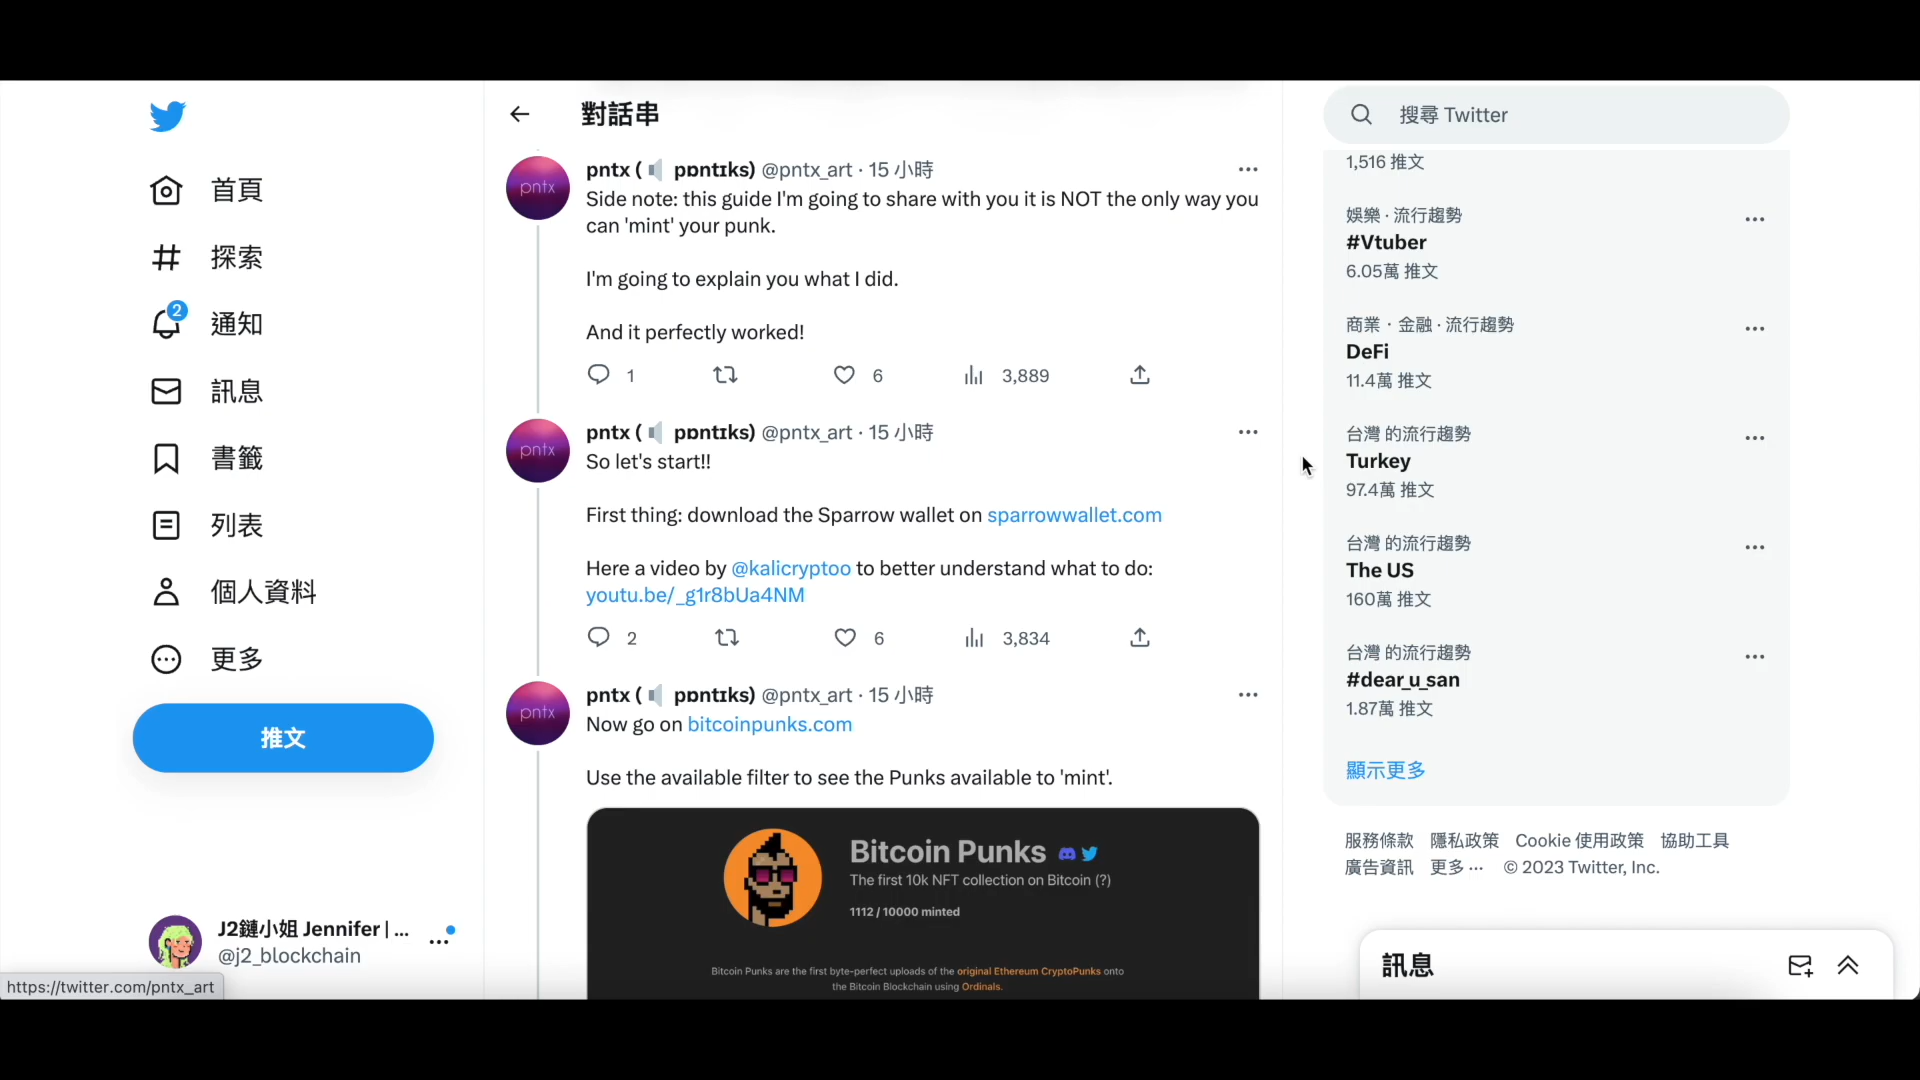 首頁
探索
2
通知
訊息
書籤
列表
個人資料
更多
推文
J2鏈小姐 Jennifer | ...
@j2_blockchain
https://twitter.com/pntx_art
對話串
pntx
pntx ( pɒntɪks) @pntx_art · 15 小時
Side note: this guide I'm going to share with you it is NOT the only way you
can 'mint' your punk.
I'm going to explain you what I did.
And it perfectly worked!
1
6
3,889
pntx
pntx ( pɒntɪks) @pntx_art · 15 小時
So let's start!!
First thing: download the Sparrow wallet on sparrowwallet.com
Here a video by @kalicryptoo to better understand what to do:
youtu.be/_g1r8bUa4NM
2
6
3,834
pntx
pntx ( pɒntɪks) @pntx_art · 15 小時
Now go on bitcoinpunks.com
Use the available filter to see the Punks available to 'mint'.
Bitcoin Punks
The first 10k NFT collection on Bitcoin (?)
1112 / 10000 minted
Bitcoin Punks are the first byte-perfect uploads of the original Ethereum CryptoPunks onto
the Bitcoin Blockchain using Ordinals.
搜尋 Twitter
1,516 推文
娛樂 · 流行趨勢
#Vtuber
6.05萬 推文
商業・金融 · 流行趨勢
DeFi
11.4萬 推文
台灣 的流行趨勢
Turkey
97.4萬 推文
台灣 的流行趨勢
The US
160萬 推文
台灣 的流行趨勢
#dear_u_san
1.87萬 推文
顯示更多
服務條款 隱私政策 Cookie 使用政策 協助工具
廣告資訊 更多 ··· © 2023 Twitter, Inc.
訊息